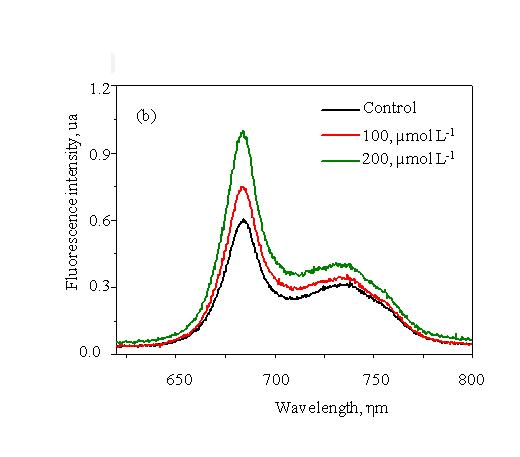 1.2
(b)
Control
100, µmol L-1
200, µmol L-1
0.9
0.6
0.3
0.0
Fluorescence intensity, ua
650 700 750 800
Wavelength, ηm